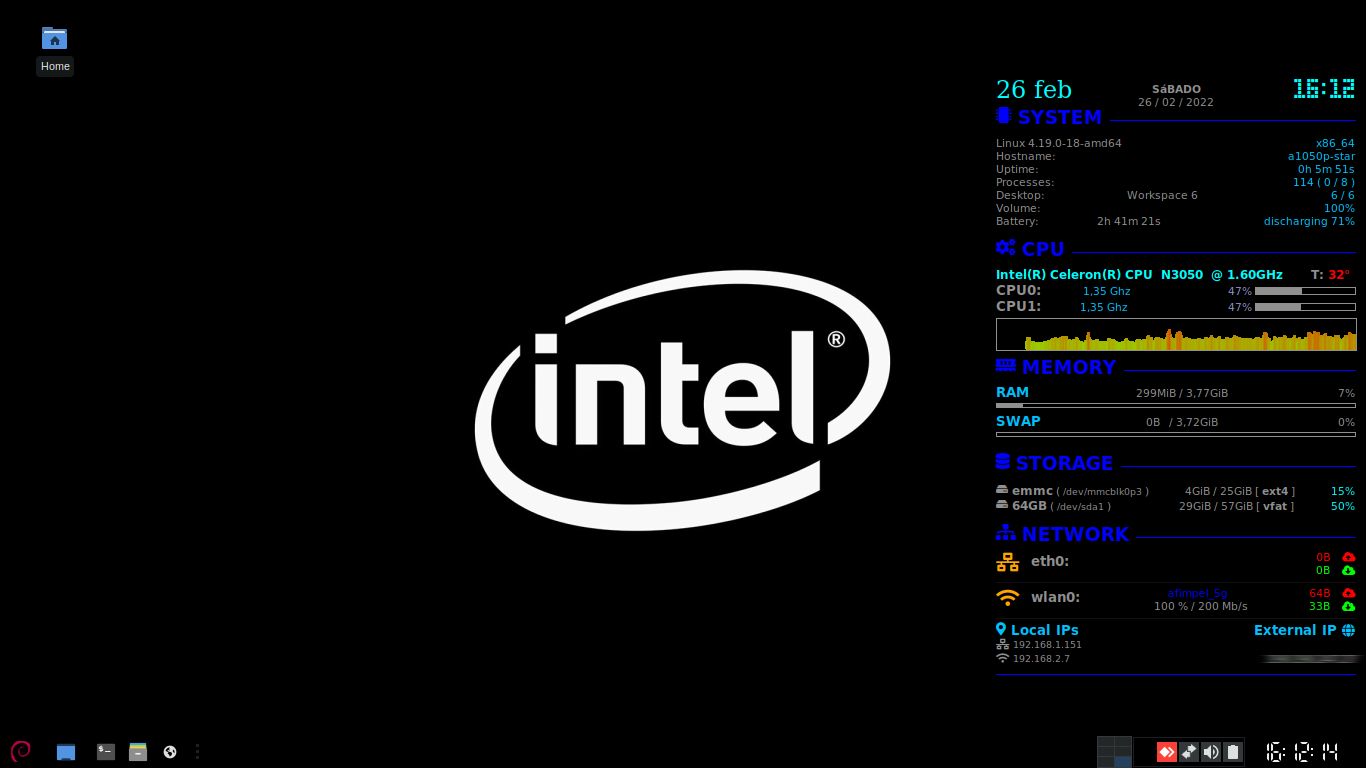 Home
26 feb SáBADO 16:12
26 / 02 / 2022
SYSTEM
Linux 4.19.0-18-amd64 x86_64
Hostname: a1050p-star
Uptime: 0h 5m 51s
Processes: 114 ( 0 / 8 )
Desktop: Workspace 6 6 / 6
Volume: 100%
Battery: 2h 41m 21s discharging 71%
CPU
Intel(R) Celeron(R) CPU N3050 @ 1.60GHz T: 32°
CPU0: 1,35 Ghz 47%
CPU1: 1,35 Ghz 47%
intel®
MEMORY
RAM 299MiB / 3,77GiB 7%
SWAP 0B / 3,72GiB 0%
STORAGE
emmc ( /dev/mmcblk0p3 ) 4GiB / 25GiB [ ext4 ] 15%
64GB ( /dev/sda1 ) 29GiB / 57GiB [ vfat ] 50%
NETWORK
eth0: 0B
0B
wlan0: afimpel_5g 64B
100 % / 200 Mb/s 33B
Local IPs External IP
192.168.1.151
192.168.2.7
$-
16:12:14